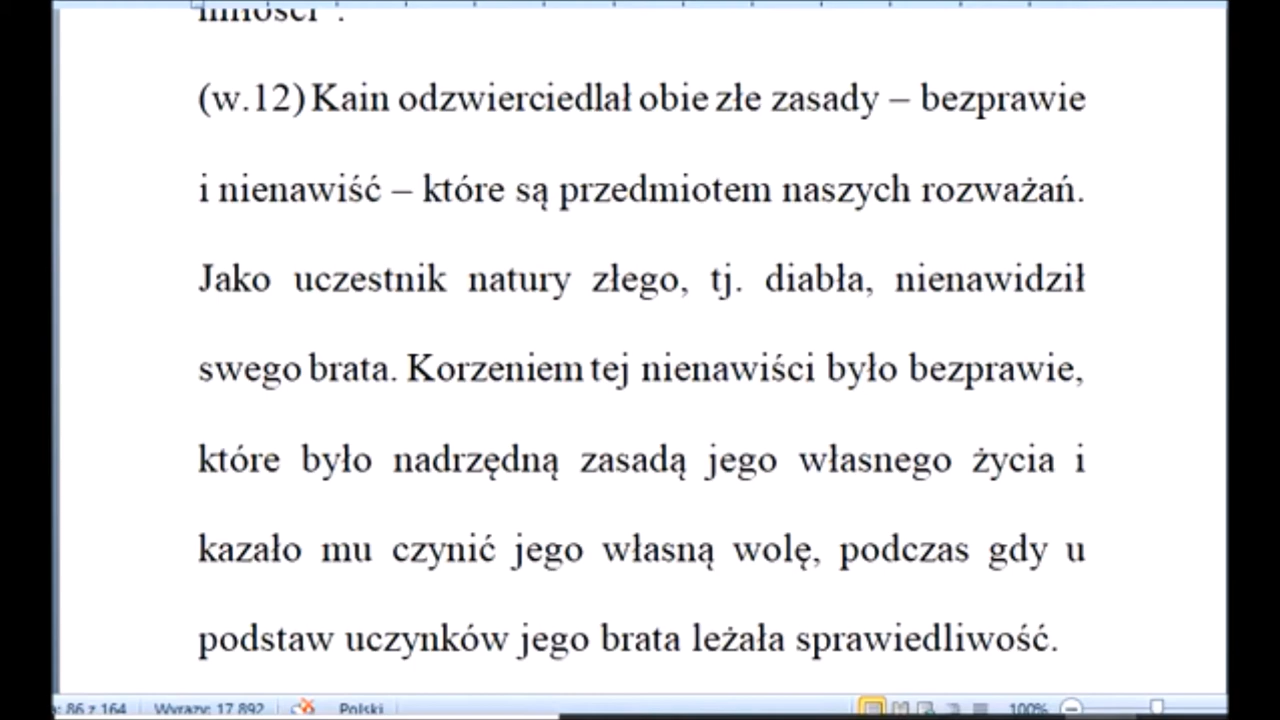 (w.12) Kain odzwierciedlał obie złe zasady – bezprawie
i nienawiść – które są przedmiotem naszych rozważań.
Jako uczestnik natury złego, tj. diabła, nienawidził
swego brata. Korzeniem tej nienawiści było bezprawie,
które było nadrzędną zasadą jego własnego życia i
kazało mu czynić jego własną wolę, podczas gdy u
podstaw uczynków jego brata leżała sprawiedliwość.
: 86 z 164 Wyrazy: 17 892 Polski 100%